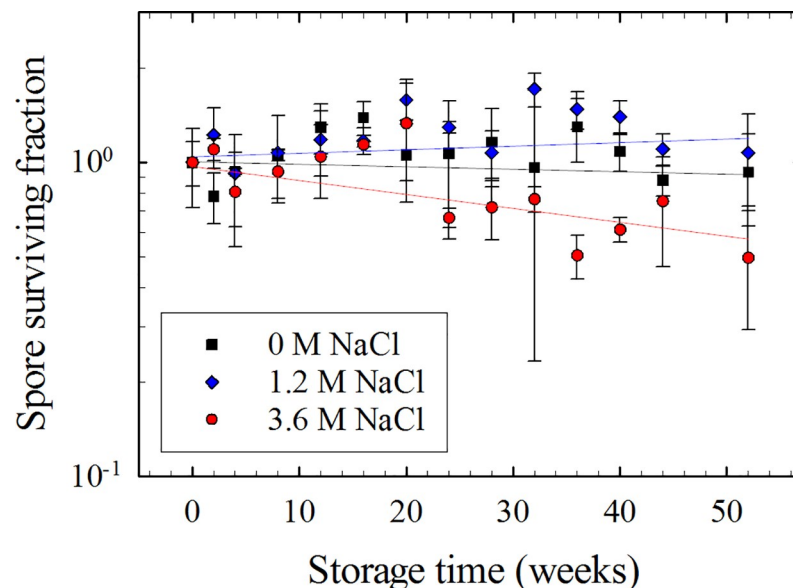 Spore surviving fraction
10⁰
10⁻¹
0 M NaCl
1.2 M NaCl
3.6 M NaCl
0 10 20 30 40 50
Storage time (weeks)